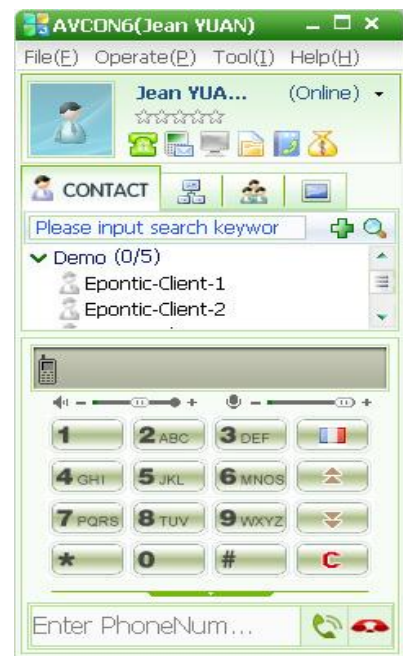 AVCON6(Jean YUAN)
File(F) Operate(P) Tool(I) Help(H)
Jean YUA... (Online)
CONTACT
Please input search keywor
Demo (0/5)
Epontic-Client-1
Epontic-Client-2
- + - +
1 2 ABC 3 DEF
4 GHI 5 JKL 6 MNOS
7 PQRS 8 TUV 9 WXYZ
* 0 # C
Enter PhoneNum...